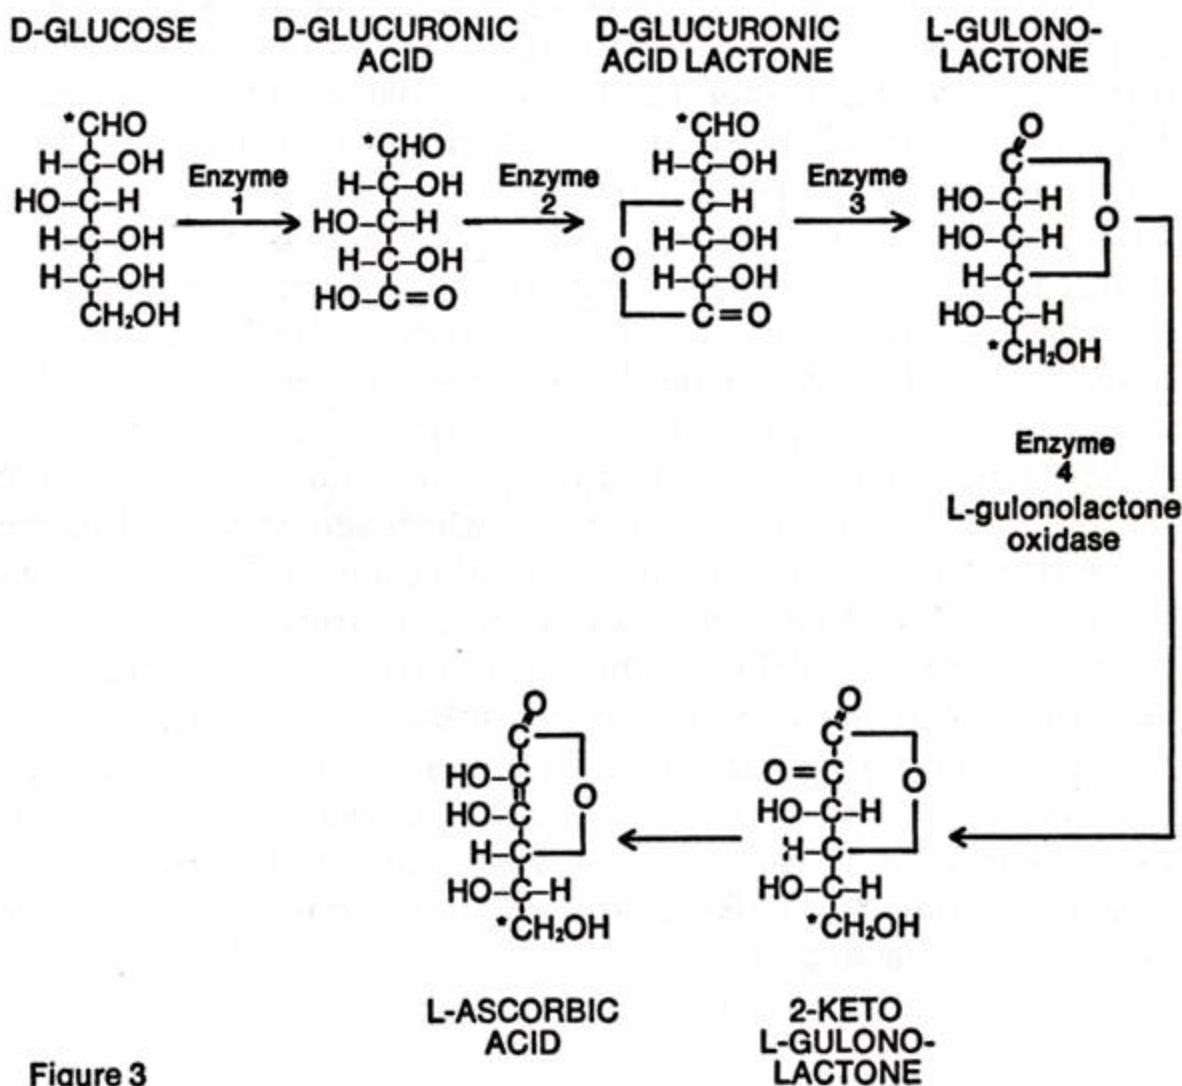 D-GLUCOSE
D-GLUCURONIC
ACID
D-GLUCURONIC
ACID LACTONE
L-GULONO-
LACTONE
*CHO
H-C-OH
HO-C-H
H-C-OH
H-C-OH
CH₂OH
Enzyme
1
*CHO
H-C-OH
HO-C-H
H-C-OH
HO-C=O
Enzyme
2
*CHO
H-C-OH
C-H
H-C-OH
O
H-C-OH
C=O
Enzyme
3
O
C
HO-C-H
O
HO-C-H
H-C
HO-C-H
*CH₂OH
Enzyme
4
L-gulonolactone
oxidase
O
C
HO-C
O
HO-C
H-C
HO-C-H
*CH₂OH
O
C
O=C
O
HO-C-H
H-C
HO-C-H
*CH₂OH
L-ASCORBIC
ACID
2-KETO
L-GULONO-
LACTONE
Figure 3